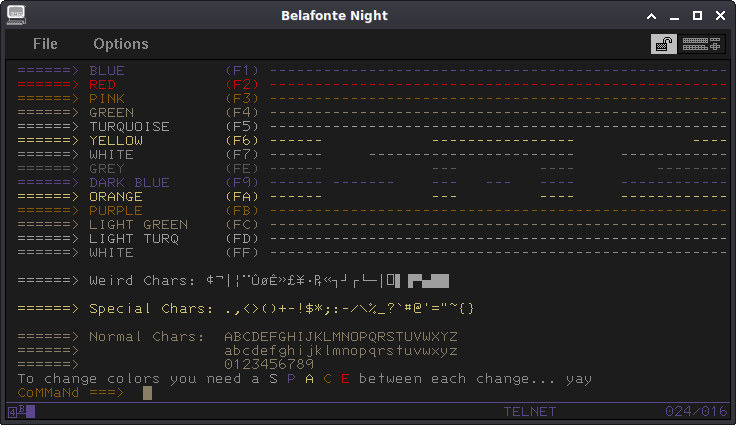 Belafonte Night
File Options
======> BLUE (F1) ----------------------------------------------------
======> RED (F2) ----------------------------------------------------
======> PINK (F3) ----------------------------------------------------
======> GREEN (F4) ----------------------------------------------------
======> TURQUOISE (F5) ----------------------------------------------------
======> YELLOW (F6) ------ ---------------- ----
======> WHITE (F7) ------ ---- ---- ------------
======> GREY (FE) ------ --- ----
======> DARK BLUE (F9) ------ ------- --- --- ---- ------------
======> ORANGE (FA) ------ --- ---- ------------
======> PURPLE (FB) ----------------------------------------------------
======> LIGHT GREEN (FC) ----------------------------------------------------
======> LIGHT TURQ (FD) ----------------------------------------------------
======> WHITE (FF) ----------------------------------------------------
======> Weird Chars: ¢¬|¦¨ÛøÊ»£¥·₧«┐┘┌└─│⎕▌▐▀▄██
======> Special Chars: .,<>()+-!$*;:-/\%_?`#@'="~{}
======> Normal Chars: ABCDEFGHIJKLMNOPQRSTUVWXYZ
======> abcdefghijklmnopqrstuvwxyz
======> 0123456789
To change colors you need a S P A C E between each change... yay
CoMMaNd ===>
4 B TELNET 024/016